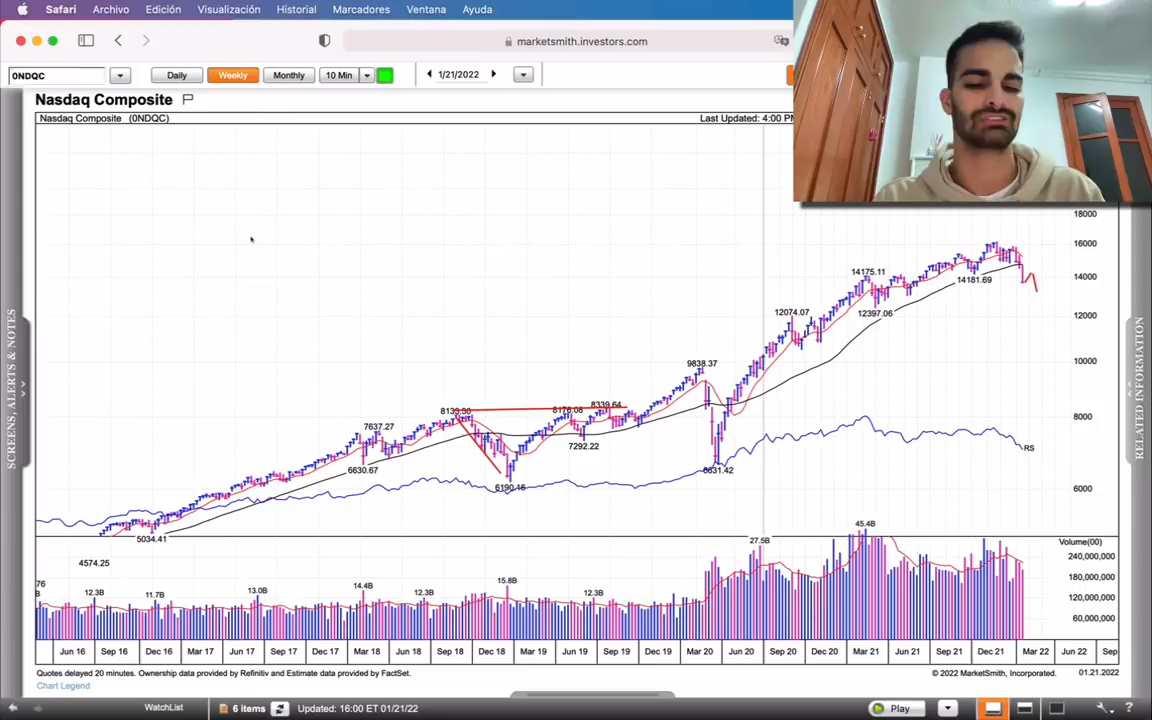 Safari Archivo Edición Visualización Historial Marcadores Ventana Ayuda
marketsmith.investors.com
0NDQC Daily Weekly Monthly 10 Min 1/21/2022
Nasdaq Composite
Nasdaq Composite (0NDQC) Last Updated: 4:00 PM
18000
16000
14175.11 14181.69 14000
12074.07 12397.06 12000
9838.37 10000
8133.30 8176.08 8339.64 8000
7637.27 7292.22
6630.67 6631.42 RS
6190.16 6000
5034.41
45.4B Volume(00)
27.5B 240,000,000
4574.25
76 14.4B 15.8B 180,000,000
B 12.3B 11.7B 13.0B 12.3B 12.3B 120,000,000
60,000,000
Jun 16 Sep 16 Dec 16 Mar 17 Jun 17 Sep 17 Dec 17 Mar 18 Jun 18 Sep 18 Dec 18 Mar 19 Jun 19 Sep 19 Dec 19 Mar 20 Jun 20 Sep 20 Dec 20 Mar 21 Jun 21 Sep 21 Dec 21 Mar 22 Jun 22 Sep
Quotes delayed 20 minutes. Ownership data provided by Refinitiv and Estimate data provided by FactSet. © 2022 MarketSmith, Incorporated. 01.21.2022
Chart Legend
SCREENS, ALERTS & NOTES
RELATED INFORMATION
WatchList 6 items Updated: 16:00 ET 01/21/22 Play ?